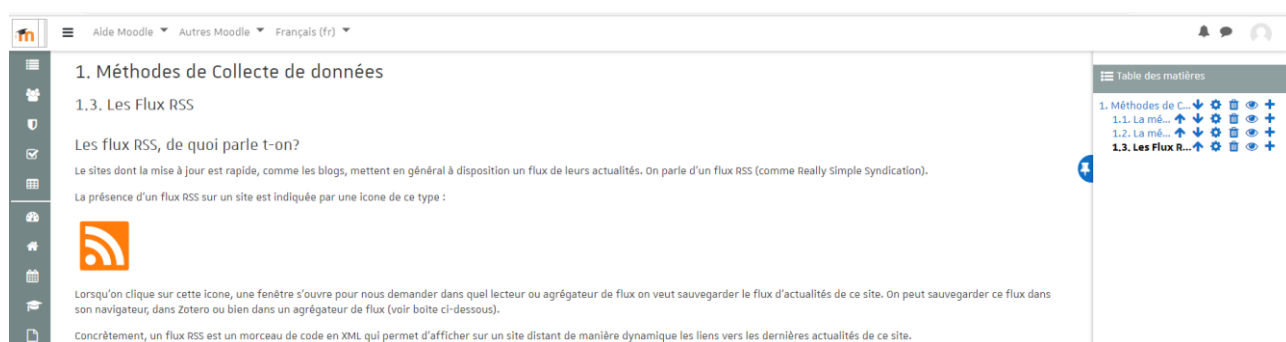 Aide Moodle Autres Moodle Français (fr)
1. Méthodes de Collecte de données
1.3. Les Flux RSS
Les flux RSS, de quoi parle t-on?
Le sites dont la mise à jour est rapide, comme les blogs, mettent en général à disposition un flux de leurs actualités. On parle d'un flux RSS (comme Really Simple Syndication).
La présence d'un flux RSS sur un site est indiquée par une icone de ce type :
Lorsqu'on clique sur cette icone, une fenêtre s'ouvre pour nous demander dans quel lecteur ou agrégateur de flux on veut sauvegarder le flux d'actualités de ce site. On peut sauvegarder ce flux dans
son navigateur, dans Zotero ou bien dans un agrégateur de flux (voir boîte ci-dessous).
Concrètement, un flux RSS est un morceau de code en XML qui permet d'afficher sur un site distant de manière dynamique les liens vers les dernières actualités de ce site.
Table des matières
1. Méthodes de C...
1.1. La mé...
1.2. La mé...
1.3. Les Flux R...